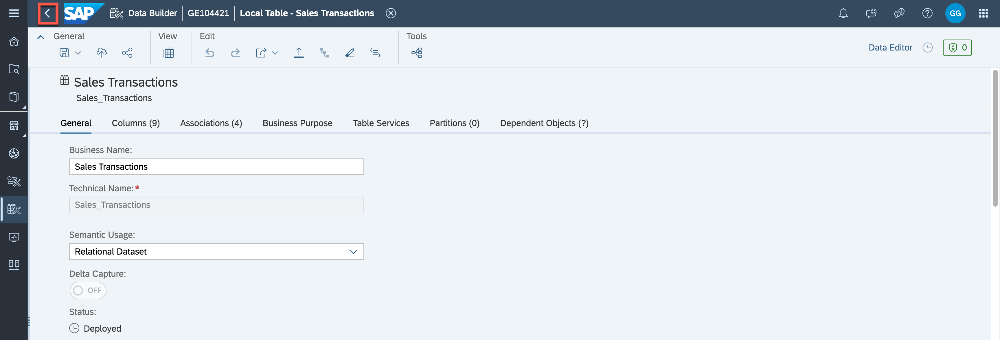 SAP Data Builder GE104421 Local Table - Sales Transactions GG
General View Edit Tools
Data Editor 0
Sales Transactions
Sales_Transactions
General Columns (9) Associations (4) Business Purpose Table Services Partitions (0) Dependent Objects (?)
Business Name:
Sales Transactions
Technical Name:*
Sales_Transactions
Semantic Usage:
Relational Dataset
Delta Capture:
OFF
Status:
Deployed